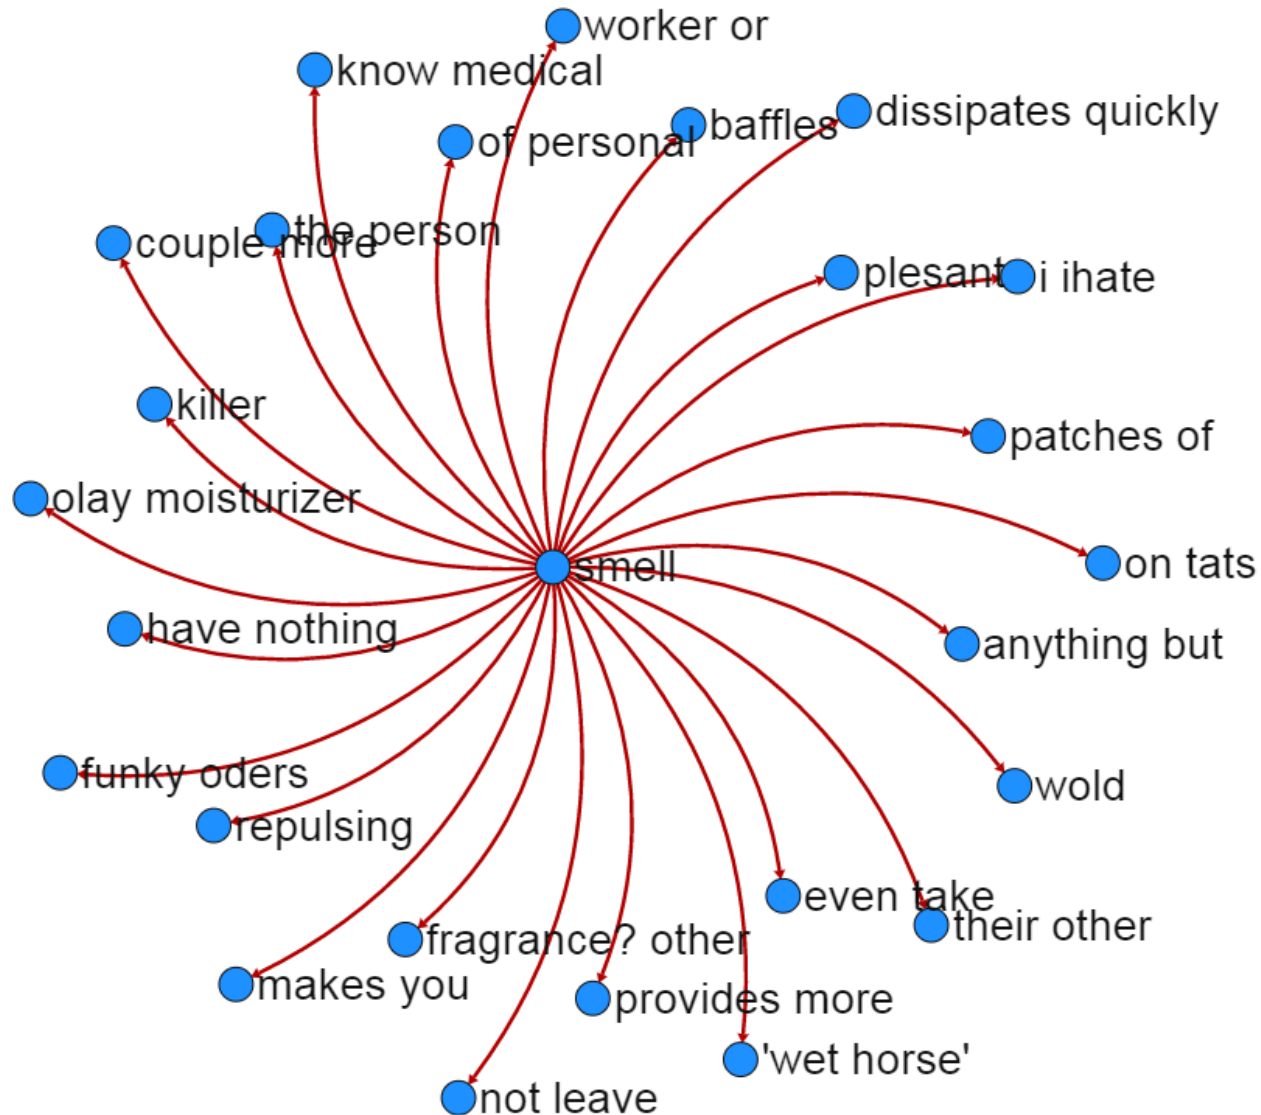 worker or
know medical
dissipates quickly
baffles
of personal
the person
couple more
plesant
i ihate
killer
patches of
olay moisturizer
on tats
smell
have nothing
anything but
funky oders
wold
repulsing
even take
their other
fragrance? other
makes you
provides more
'wet horse'
not leave